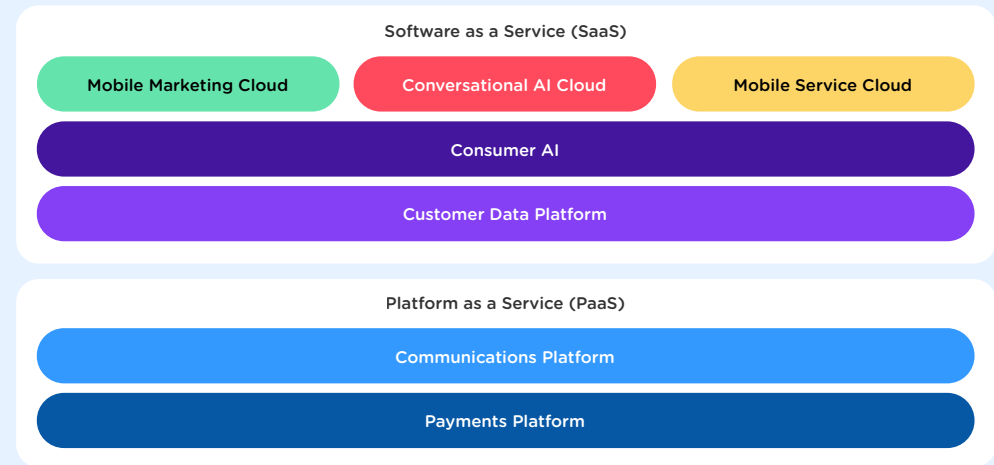 Software as a Service (SaaS)
Mobile Marketing Cloud
Conversational AI Cloud
Mobile Service Cloud
Consumer AI
Customer Data Platform
Platform as a Service (PaaS)
Communications Platform
Payments Platform